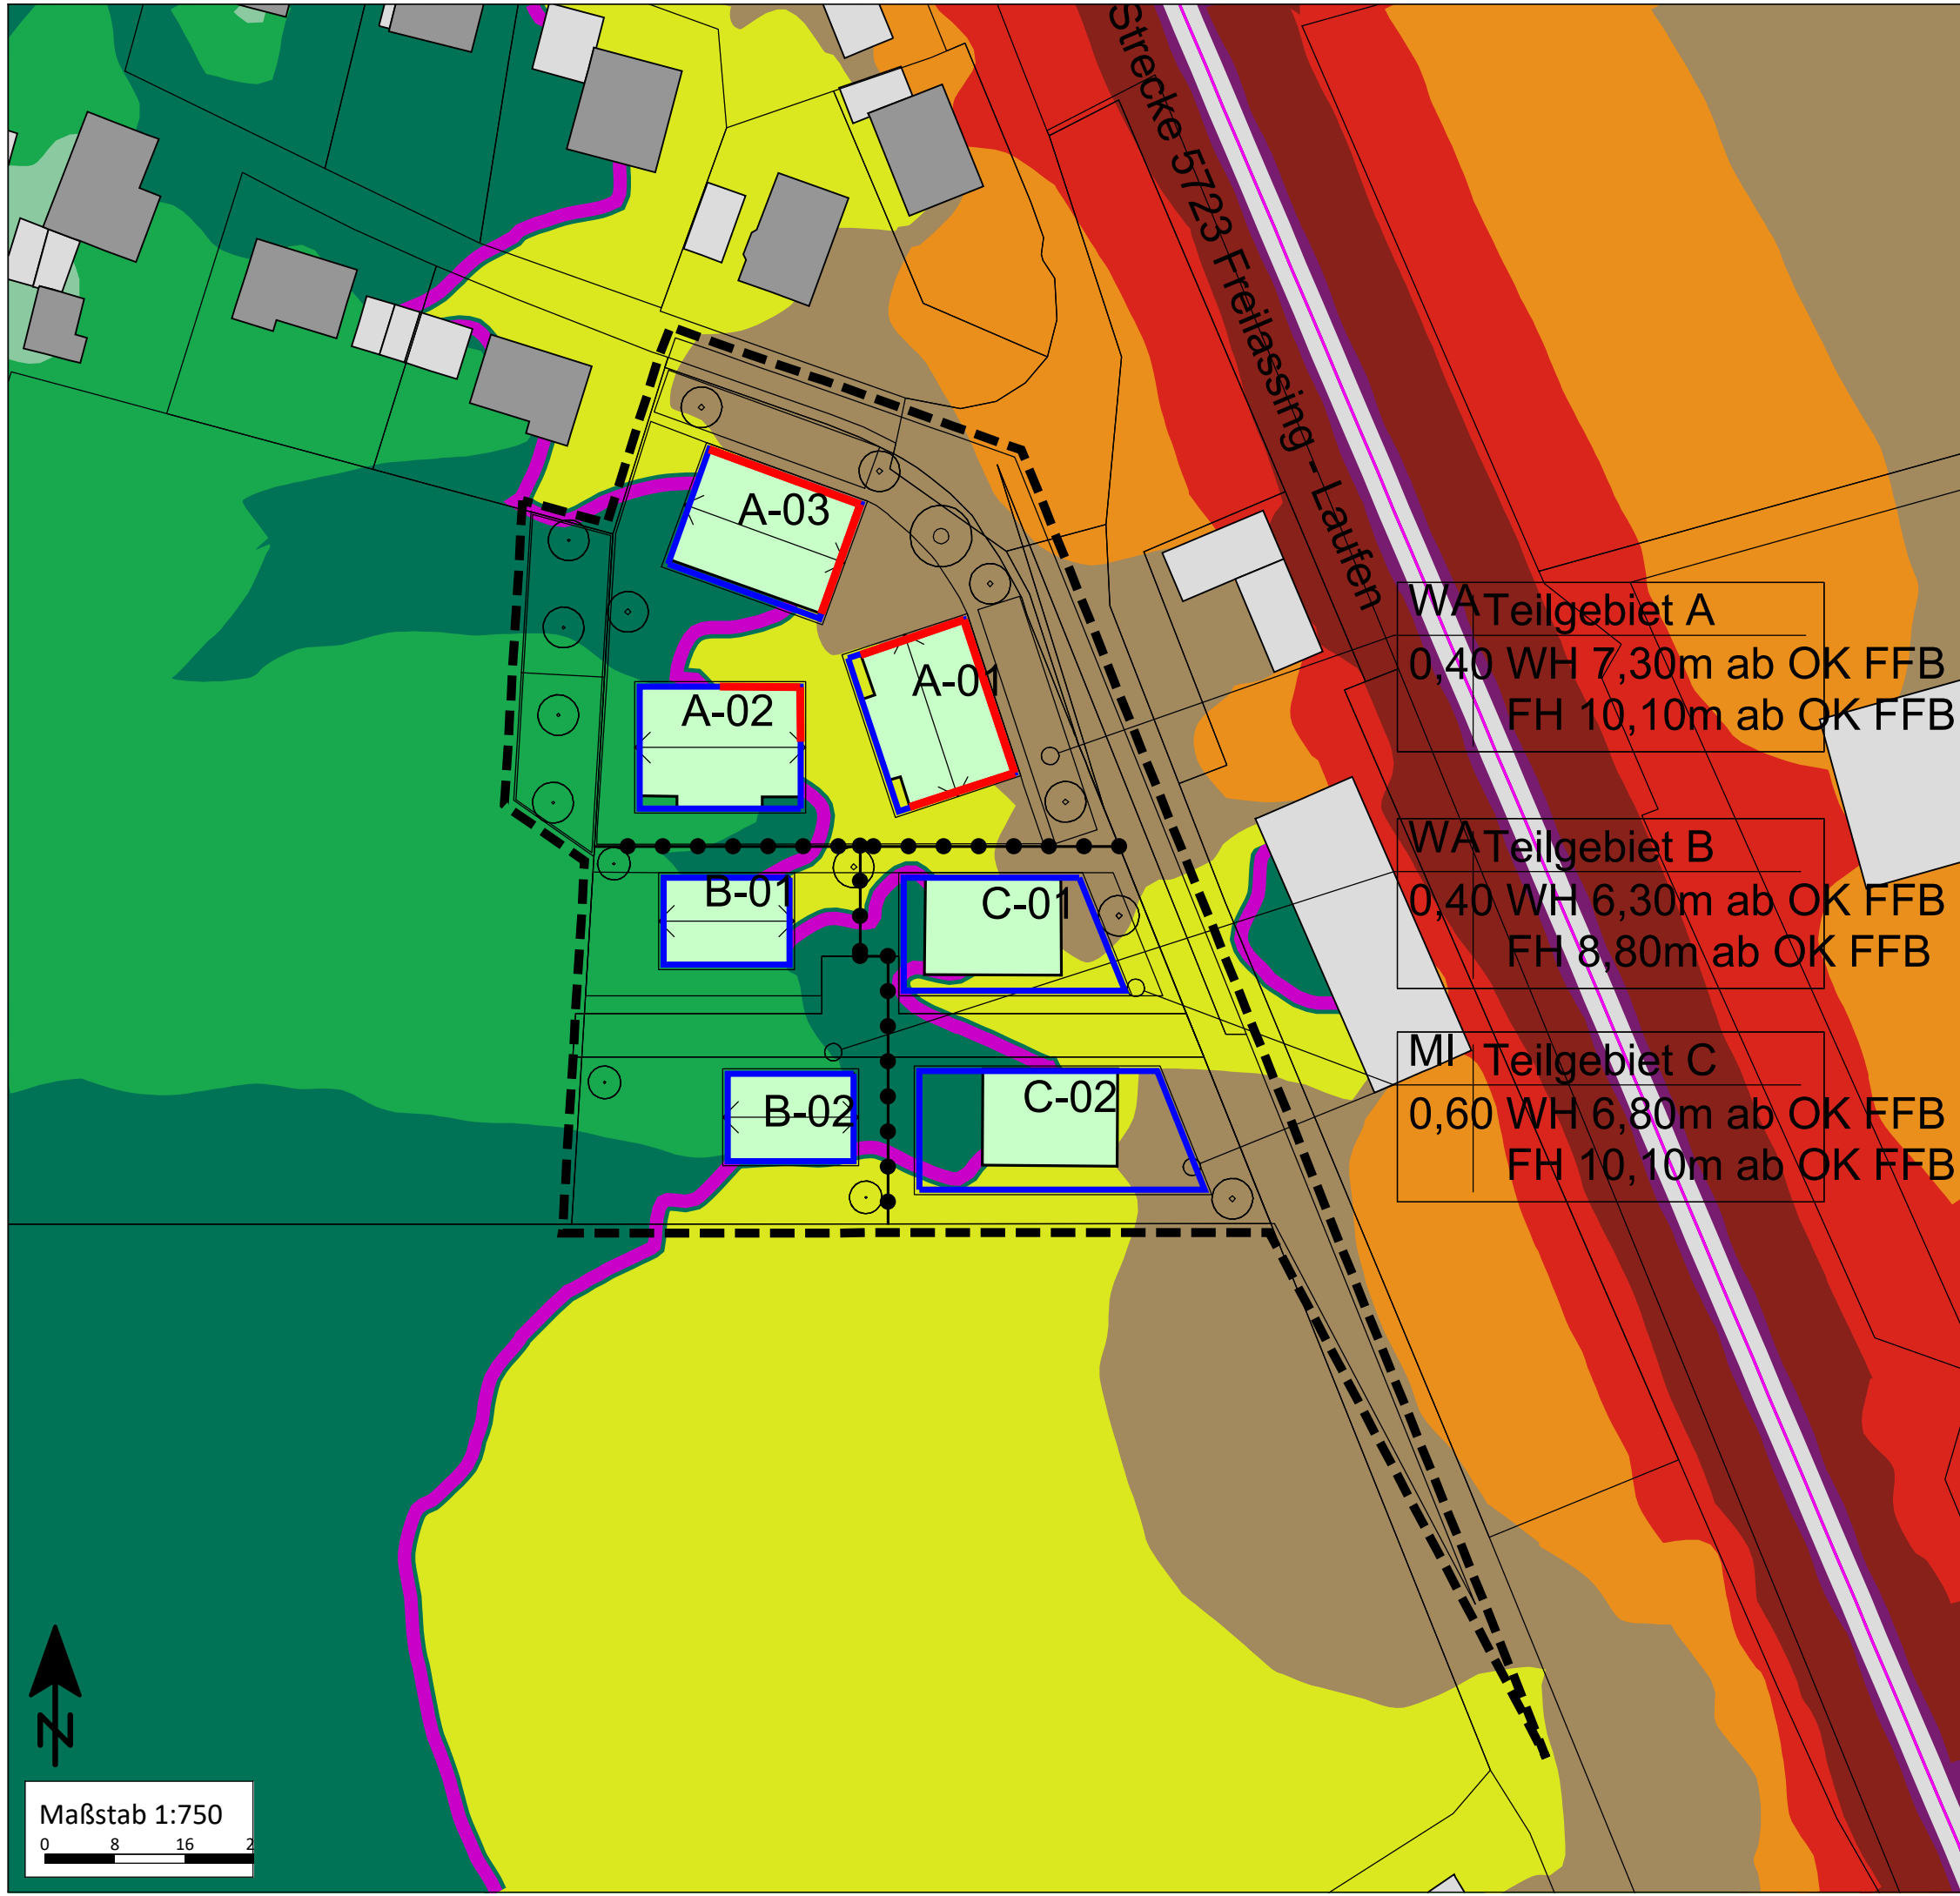 Strecke 5723 Freilassing - Laufen
A-03
A-01
A-02
B-01
C-01
B-02
C-02
WA Teilgebiet A
0,40 WH 7,30m ab OK FFB
FH 10,10m ab OK FFB
WA Teilgebiet B
0,40 WH 6,30m ab OK FFB
FH 8,80m ab OK FFB
MI Teilgebiet C
0,60 WH 6,80m ab OK FFB
FH 10,10m ab OK FFB
N
Maßstab 1:750
0 8 16 2